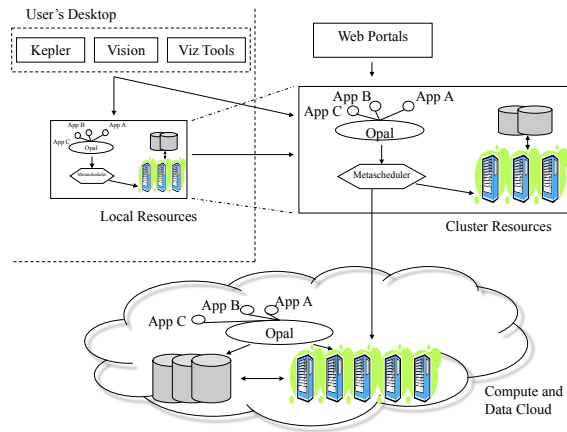 User's Desktop
Kepler
Vision
Viz Tools
Web Portals
App B
App A
App C
Opal
Metascheduler
Local Resources
App B
App A
App C
Opal
Metascheduler
Cluster Resources
App B
App A
App C
Opal
Compute and
Data Cloud